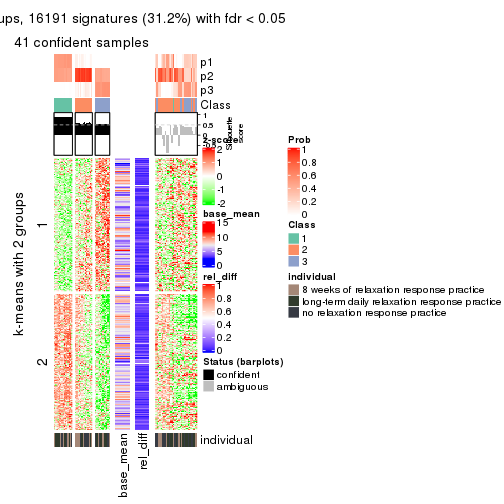 ups, 16191 signatures (31.2%) with fdr < 0.05
41 confident samples
p1
p2
p3
Class
1
0.5
0
-0.5
Silhouette score
k-means with 2 groups
1
2
z-score
2
1
0
-1
-2
base_mean
15
10
5
0
rel_diff
1
0.8
0.6
0.4
0.2
0
Status (barplots)
confident
ambiguous
Prob
1
0.8
0.6
0.4
0.2
0
Class
1
2
3
individual
8 weeks of relaxation response practice
long-term daily relaxation response practice
no relaxation response practice
individual
base_mean
rel_diff